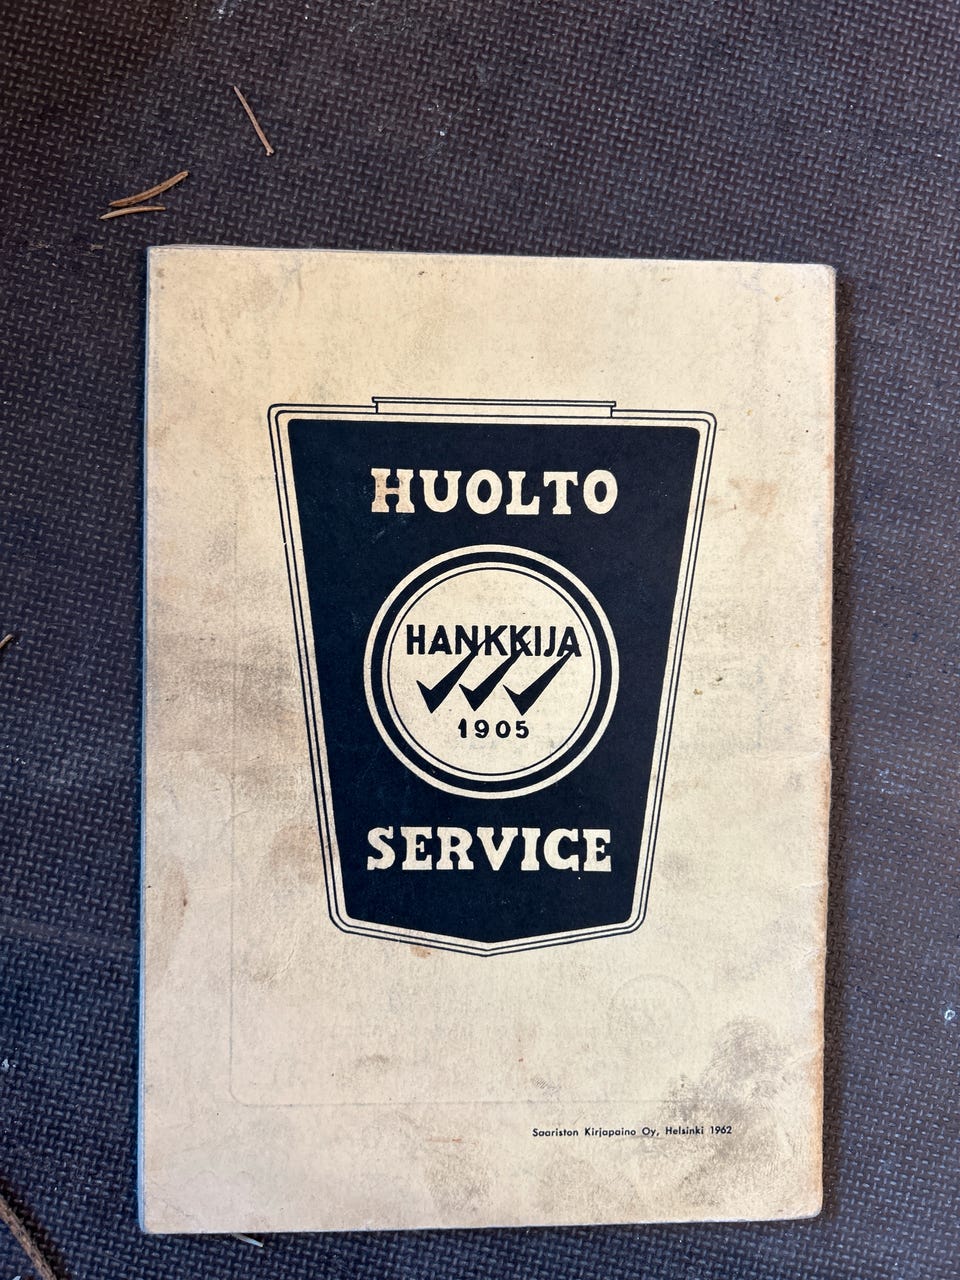 HUOLTO
HANKKIJA
1905
SERVICE
Saariston Kirjapaino Oy, Helsinki 1962